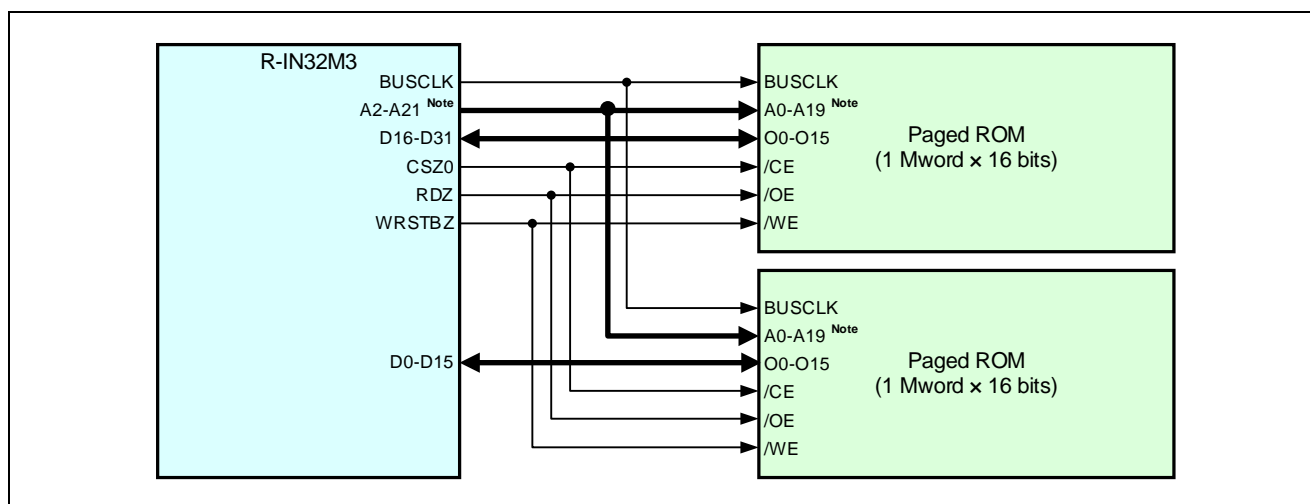 R-IN32M3
BUSCLK
A2-A21 Note
D16-D31
CSZ0
RDZ
WRSTBZ
D0-D15
BUSCLK
A0-A19 Note
O0-O15
/CE
/OE
/WE
Paged ROM
(1 Mword × 16 bits)
BUSCLK
A0-A19 Note
O0-O15
/CE
/OE
/WE
Paged ROM
(1 Mword × 16 bits)